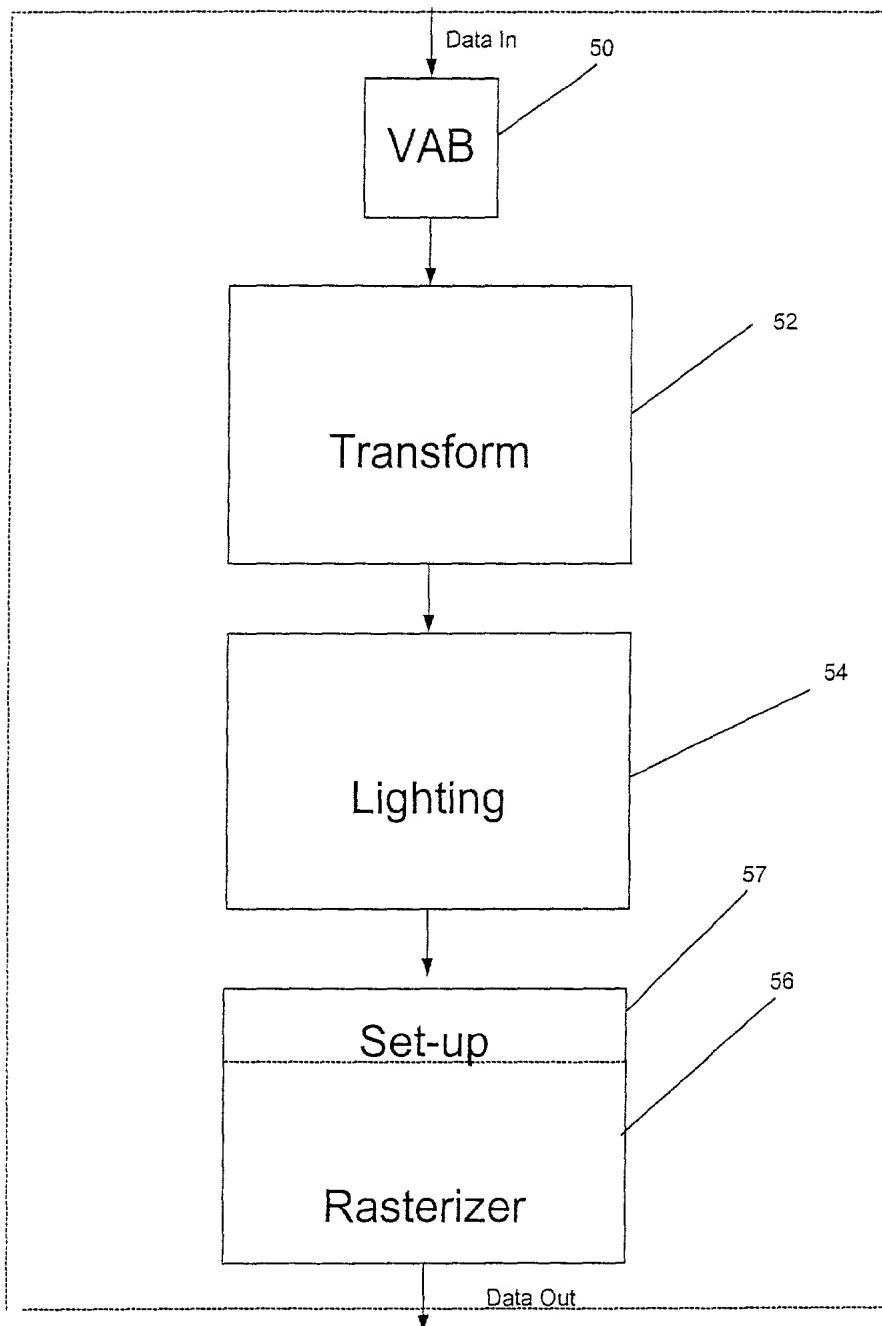 Data In
50
VAB
52
Transform
54
Lighting
57
Set-up
56
Rasterizer
Data Out